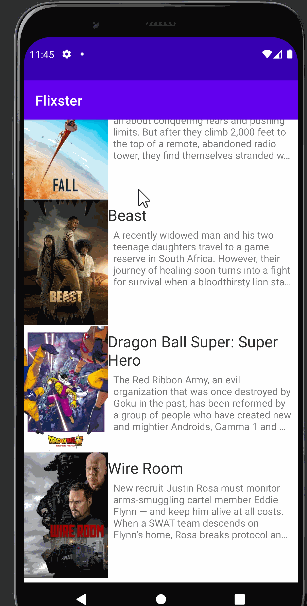 11:45
Flixster
an about conquering fears and pushing
limits. But after they climb 2,000 feet to
the top of a remote, abandoned radio
tower, they find themselves stranded w...
FALL
Beast
A recently widowed man and his two
teenage daughters travel to a game
reserve in South Africa. However, their
journey of healing soon turns into a fight
for survival when a bloodthirsty lion sta...
BEAST
Dragon Ball Super: Super
Hero
The Red Ribbon Army, an evil
organization that was once destroyed by
Goku in the past, has been reformed by
a group of people who have created new
and mightier Androids, Gamma 1 and ...
Wire Room
New recruit Justin Rosa must monitor
arms-smuggling cartel member Eddie
Flynn — and keep him alive at all costs.
When a SWAT team descends on
Flynn's home, Rosa breaks protocol an...
WIRE ROOM